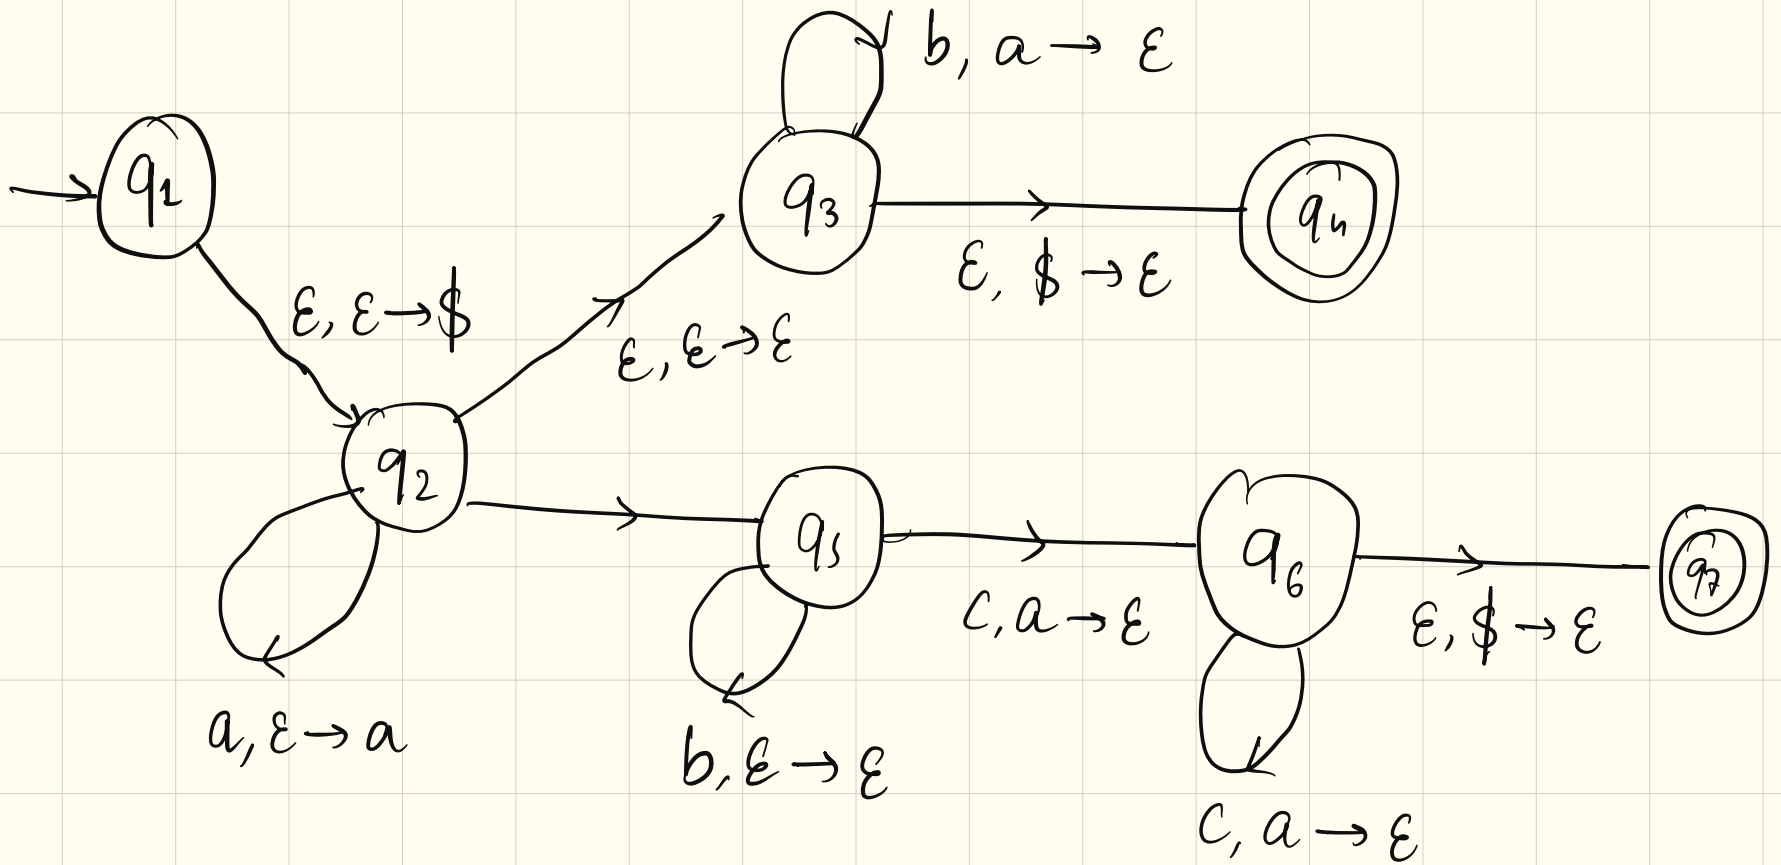 b, a → ε
q1
q3
q4
ε, $ → ε
ε, ε → $
ε, ε → ε
q2
q5
q6
q7
c, a → ε
ε, $ → ε
a, ε → a
b, ε → ε
c, a → ε